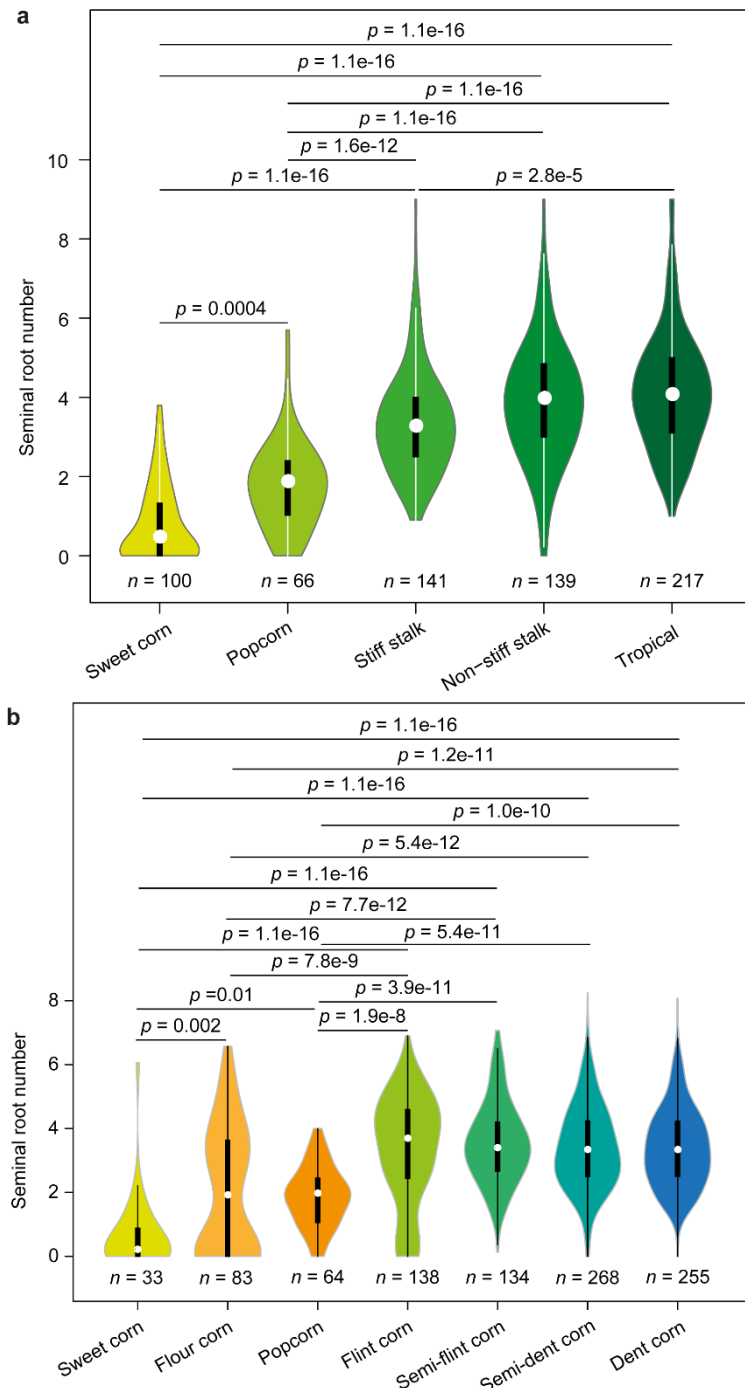 a
p = 1.1e-16
p = 1.1e-16
p = 1.1e-16
p = 1.1e-16
p = 1.6e-12
p = 1.1e-16
p = 2.8e-5
p = 0.0004
Seminal root number
10
8
6
4
2
0
n = 100
n = 66
n = 141
n = 139
n = 217
Sweet corn
Popcorn
Stiff stalk
Non−stiff stalk
Tropical
b
p = 1.1e-16
p = 1.2e-11
p = 1.1e-16
p = 1.0e-10
p = 5.4e-12
p = 1.1e-16
p = 7.7e-12
p = 1.1e-16
p = 5.4e-11
p = 7.8e-9
p =0.01
p = 3.9e-11
p = 0.002
p = 1.9e-8
Seminal root number
8
6
4
2
0
n = 33
n = 83
n = 64
n = 138
n = 134
n = 268
n = 255
Sweet corn
Flour corn
Popcorn
Flint corn
Semi-flint corn
Semi-dent corn
Dent corn